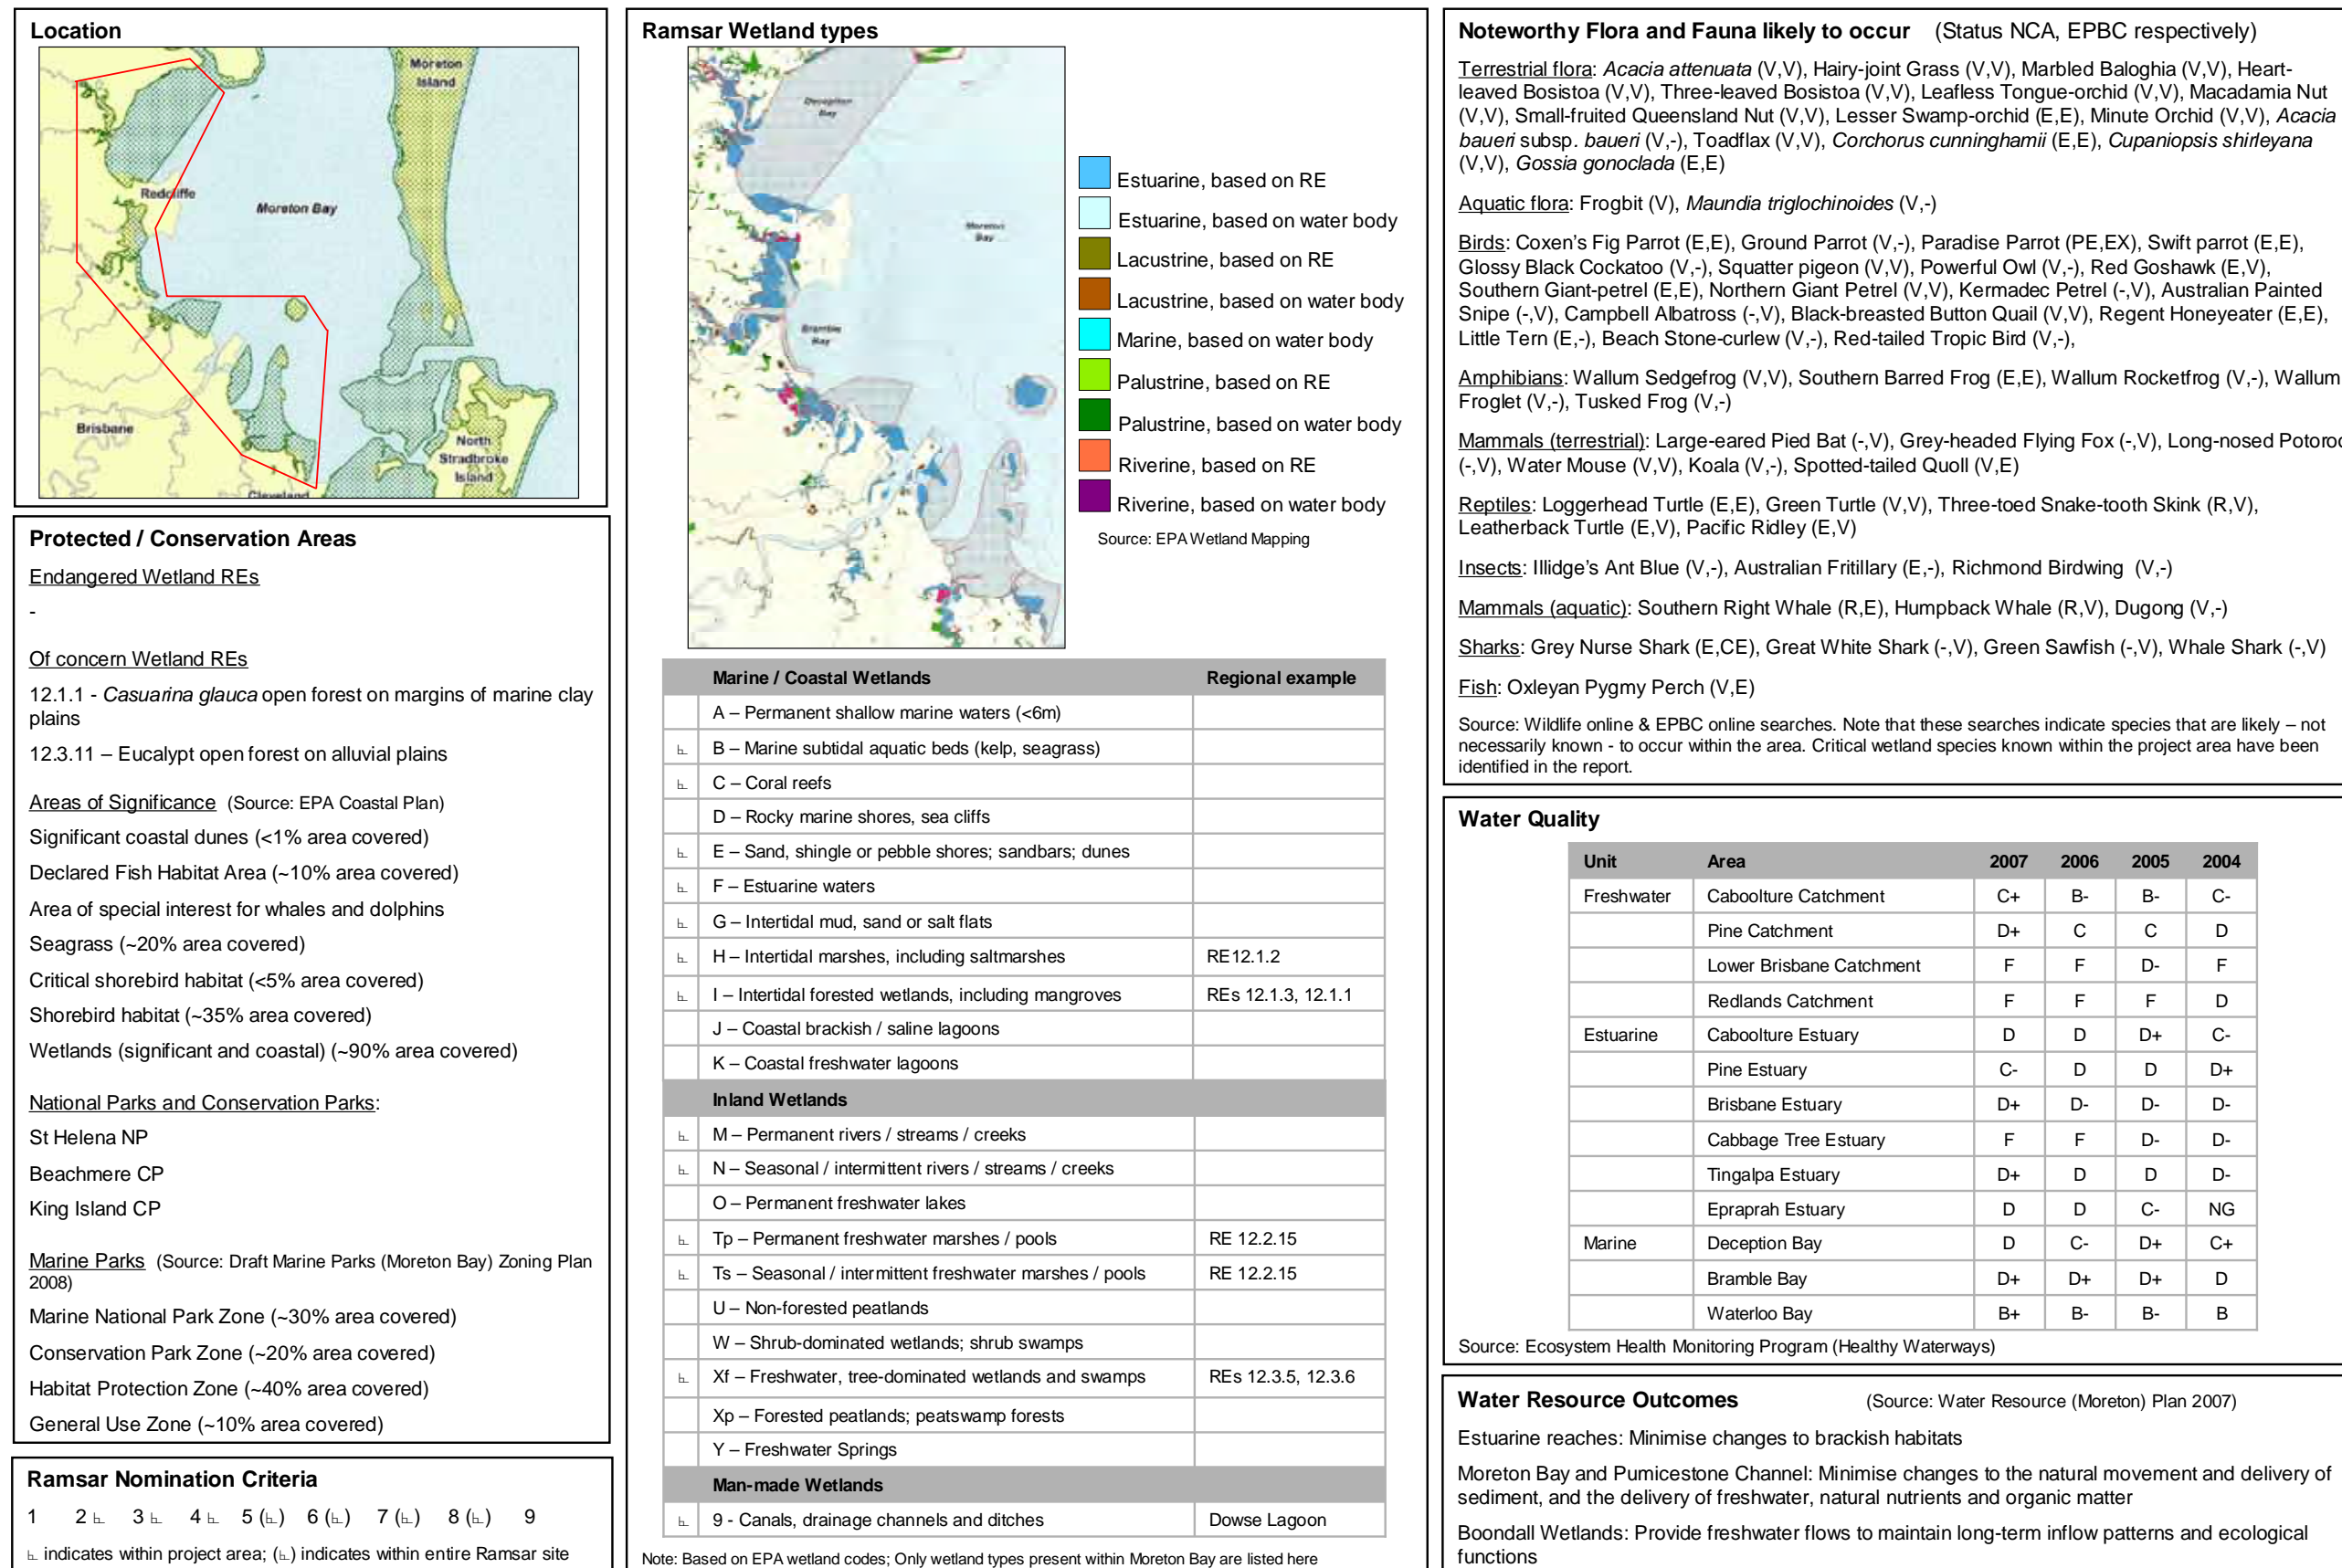 Location
Moreton
Island
Redcliffe
Moreton Bay
Brisbane
North
Stradbroke
Island
Cleveland
Protected / Conservation Areas
Endangered Wetland REs
-
Of concern Wetland REs
12.1.1 - Casuarina glauca open forest on margins of marine clay
plains
12.3.11 – Eucalypt open forest on alluvial plains
Areas of Significance (Source: EPA Coastal Plan)
Significant coastal dunes (<1% area covered)
Declared Fish Habitat Area (~10% area covered)
Area of special interest for whales and dolphins
Seagrass (~20% area covered)
Critical shorebird habitat (<5% area covered)
Shorebird habitat (~35% area covered)
Wetlands (significant and coastal) (~90% area covered)
National Parks and Conservation Parks:
St Helena NP
Beachmere CP
King Island CP
Marine Parks (Source: Draft Marine Parks (Moreton Bay) Zoning Plan
2008)
Marine National Park Zone (~30% area covered)
Conservation Park Zone (~20% area covered)
Habitat Protection Zone (~40% area covered)
General Use Zone (~10% area covered)
Ramsar Nomination Criteria
1 2 ⊾ 3 ⊾ 4 ⊾ 5 (⊾) 6 (⊾) 7 (⊾) 8 (⊾) 9
⊾ indicates within project area; (⊾) indicates within entire Ramsar site
Ramsar Wetland types
Deception
Bay
Moreton
Bay
Bramble
Bay
Estuarine, based on RE
Estuarine, based on water body
Lacustrine, based on RE
Lacustrine, based on water body
Marine, based on water body
Palustrine, based on RE
Palustrine, based on water body
Riverine, based on RE
Riverine, based on water body
Source: EPA Wetland Mapping
Marine / Coastal Wetlands Regional example
A – Permanent shallow marine waters (<6m)
⊾ B – Marine subtidal aquatic beds (kelp, seagrass)
⊾ C – Coral reefs
D – Rocky marine shores, sea cliffs
⊾ E – Sand, shingle or pebble shores; sandbars; dunes
⊾ F – Estuarine waters
⊾ G – Intertidal mud, sand or salt flats
⊾ H – Intertidal marshes, including saltmarshes RE12.1.2
⊾ I – Intertidal forested wetlands, including mangroves REs 12.1.3, 12.1.1
J – Coastal brackish / saline lagoons
K – Coastal freshwater lagoons
Inland Wetlands
⊾ M – Permanent rivers / streams / creeks
⊾ N – Seasonal / intermittent rivers / streams / creeks
O – Permanent freshwater lakes
⊾ Tp – Permanent freshwater marshes / pools RE 12.2.15
⊾ Ts – Seasonal / intermittent freshwater marshes / pools RE 12.2.15
U – Non-forested peatlands
W – Shrub-dominated wetlands; shrub swamps
⊾ Xf – Freshwater, tree-dominated wetlands and swamps REs 12.3.5, 12.3.6
Xp – Forested peatlands; peatswamp forests
Y – Freshwater Springs
Man-made Wetlands
⊾ 9 - Canals, drainage channels and ditches Dowse Lagoon
Note: Based on EPA wetland codes; Only wetland types present within Moreton Bay are listed here
Noteworthy Flora and Fauna likely to occur (Status NCA, EPBC respectively)
Terrestrial flora: Acacia attenuata (V,V), Hairy-joint Grass (V,V), Marbled Baloghia (V,V), Heart-
leaved Bosistoa (V,V), Three-leaved Bosistoa (V,V), Leafless Tongue-orchid (V,V), Macadamia Nut
(V,V), Small-fruited Queensland Nut (V,V), Lesser Swamp-orchid (E,E), Minute Orchid (V,V), Acacia
baueri subsp. baueri (V,-), Toadflax (V,V), Corchorus cunninghamii (E,E), Cupaniopsis shirleyana
(V,V), Gossia gonoclada (E,E)
Aquatic flora: Frogbit (V), Maundia triglochinoides (V,-)
Birds: Coxen's Fig Parrot (E,E), Ground Parrot (V,-), Paradise Parrot (PE,EX), Swift parrot (E,E),
Glossy Black Cockatoo (V,-), Squatter pigeon (V,V), Powerful Owl (V,-), Red Goshawk (E,V),
Southern Giant-petrel (E,E), Northern Giant Petrel (V,V), Kermadec Petrel (-,V), Australian Painted
Snipe (-,V), Campbell Albatross (-,V), Black-breasted Button Quail (V,V), Regent Honeyeater (E,E),
Little Tern (E,-), Beach Stone-curlew (V,-), Red-tailed Tropic Bird (V,-),
Amphibians: Wallum Sedgefrog (V,V), Southern Barred Frog (E,E), Wallum Rocketfrog (V,-), Wallum
Froglet (V,-), Tusked Frog (V,-)
Mammals (terrestrial): Large-eared Pied Bat (-,V), Grey-headed Flying Fox (-,V), Long-nosed Potoroo
(-,V), Water Mouse (V,V), Koala (V,-), Spotted-tailed Quoll (V,E)
Reptiles: Loggerhead Turtle (E,E), Green Turtle (V,V), Three-toed Snake-tooth Skink (R,V),
Leatherback Turtle (E,V), Pacific Ridley (E,V)
Insects: Illidge's Ant Blue (V,-), Australian Fritillary (E,-), Richmond Birdwing (V,-)
Mammals (aquatic): Southern Right Whale (R,E), Humpback Whale (R,V), Dugong (V,-)
Sharks: Grey Nurse Shark (E,CE), Great White Shark (-,V), Green Sawfish (-,V), Whale Shark (-,V)
Fish: Oxleyan Pygmy Perch (V,E)
Source: Wildlife online & EPBC online searches. Note that these searches indicate species that are likely – not
necessarily known - to occur within the area. Critical wetland species known within the project area have been
identified in the report.
Water Quality
Unit Area 2007 2006 2005 2004
Freshwater Caboolture Catchment C+ B- B- C-
Pine Catchment D+ C C D
Lower Brisbane Catchment F F D- F
Redlands Catchment F F F D
Estuarine Caboolture Estuary D D D+ C-
Pine Estuary C- D D D+
Brisbane Estuary D+ D- D- D-
Cabbage Tree Estuary F F D- D-
Tingalpa Estuary D+ D D D-
Epraprah Estuary D D C- NG
Marine Deception Bay D C- D+ C+
Bramble Bay D+ D+ D+ D
Waterloo Bay B+ B- B- B
Source: Ecosystem Health Monitoring Program (Healthy Waterways)
Water Resource Outcomes (Source: Water Resource (Moreton) Plan 2007)
Estuarine reaches: Minimise changes to brackish habitats
Moreton Bay and Pumicestone Channel: Minimise changes to the natural movement and delivery of
sediment, and the delivery of freshwater, natural nutrients and organic matter
Boondall Wetlands: Provide freshwater flows to maintain long-term inflow patterns and ecological
functions